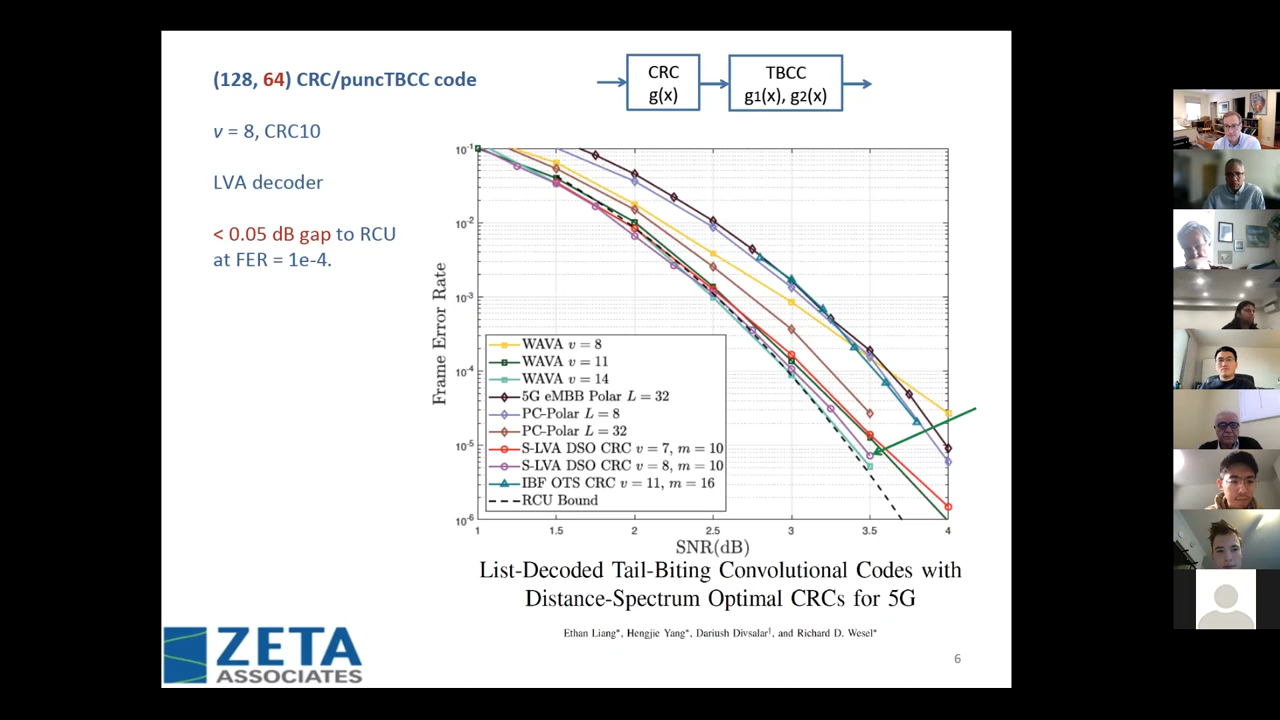 (128, 64) CRC/puncTBCC code
v = 8, CRC10
LVA decoder
< 0.05 dB gap to RCU
at FER = 1e-4.
CRC
g(x)
TBCC
g1(x), g2(x)
Frame Error Rate
10-1
10-2
10-3
10-4
10-5
10-6
WAVA v = 8
WAVA v = 11
WAVA v = 14
5G eMBB Polar L = 32
PC-Polar L = 8
PC-Polar L = 32
S-LVA DSO CRC v = 7, m = 10
S-LVA DSO CRC v = 8, m = 10
IBF OTS CRC v = 11, m = 16
RCU Bound
1 1.5 2 2.5 3 3.5 4
SNR(dB)
List-Decoded Tail-Biting Convolutional Codes with
Distance-Spectrum Optimal CRCs for 5G
Ethan Liang*, Hengjie Yang*, Dariush Divsalar†, and Richard D. Wesel*
ZETA
ASSOCIATES
6